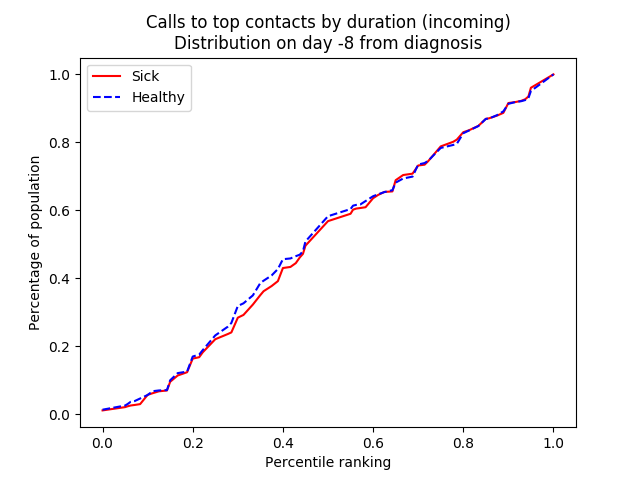 Calls to top contacts by duration (incoming)
Distribution on day -8 from diagnosis
Sick
Healthy
Percentage of population
1.0
0.8
0.6
0.4
0.2
0.0
0.0 0.2 0.4 0.6 0.8 1.0
Percentile ranking